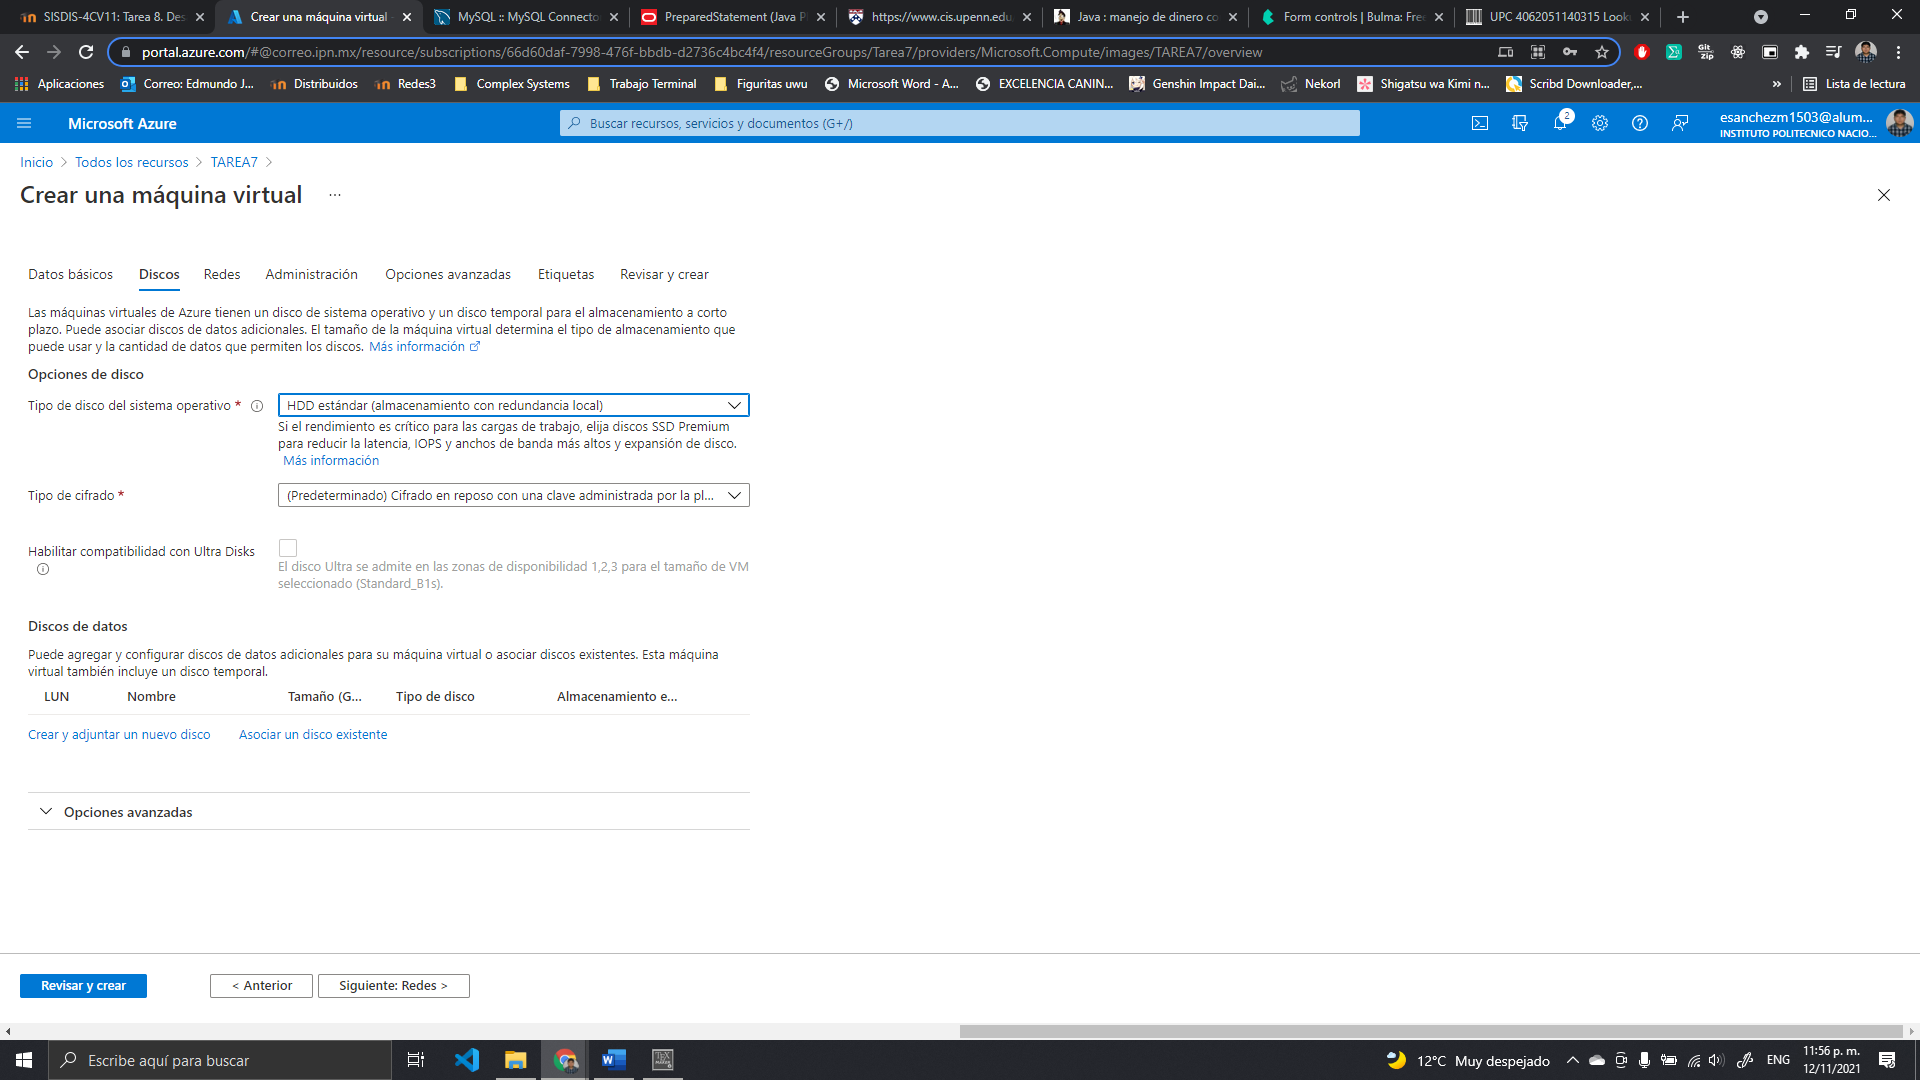 SISDIS-4CV11: Tarea 8. Des
Crear una máquina virtual -
MySQL :: MySQL Connecto
PreparedStatement (Java Pl
https://www.cis.upenn.edu
Java : manejo de dinero co
Form controls | Bulma: Free
UPC 4062051140315 Look
portal.azure.com/#@correo.ipn.mx/resource/subscriptions/66d60daf-7998-476f-bbdb-d2736c4bc4f4/resourceGroups/Tarea7/providers/Microsoft.Compute/images/TAREA7/overview
Aplicaciones
Correo: Edmundo J...
Distribuidos
Redes3
Complex Systems
Trabajo Terminal
Figuritas uwu
Microsoft Word - A...
EXCELENCIA CANIN...
Genshin Impact Dai...
Nekorl
Shigatsu wa Kimi n...
Scribd Downloader,...
»
Lista de lectura
Microsoft Azure
Buscar recursos, servicios y documentos (G+/)
2
esanchezm1503@alum...
INSTITUTO POLITECNICO NACIO...
Inicio > Todos los recursos > TAREA7 >
Crear una máquina virtual ...
Datos básicos Discos Redes Administración Opciones avanzadas Etiquetas Revisar y crear
Las máquinas virtuales de Azure tienen un disco de sistema operativo y un disco temporal para el almacenamiento a corto
plazo. Puede asociar discos de datos adicionales. El tamaño de la máquina virtual determina el tipo de almacenamiento que
puede usar y la cantidad de datos que permiten los discos. Más información
Opciones de disco
Tipo de disco del sistema operativo *
HDD estándar (almacenamiento con redundancia local)
Si el rendimiento es crítico para las cargas de trabajo, elija discos SSD Premium
para reducir la latencia, IOPS y anchos de banda más altos y expansión de disco.
Más información
Tipo de cifrado *
(Predeterminado) Cifrado en reposo con una clave administrada por la pl...
Habilitar compatibilidad con Ultra Disks
El disco Ultra se admite en las zonas de disponibilidad 1,2,3 para el tamaño de VM
seleccionado (Standard_B1s).
Discos de datos
Puede agregar y configurar discos de datos adicionales para su máquina virtual o asociar discos existentes. Esta máquina
virtual también incluye un disco temporal.
LUN Nombre Tamaño (G... Tipo de disco Almacenamiento e...
Crear y adjuntar un nuevo disco Asociar un disco existente
Opciones avanzadas
Revisar y crear
< Anterior
Siguiente: Redes >
Escribe aquí para buscar
12°C Muy despejado
ENG
11:56 p. m.
12/11/2021